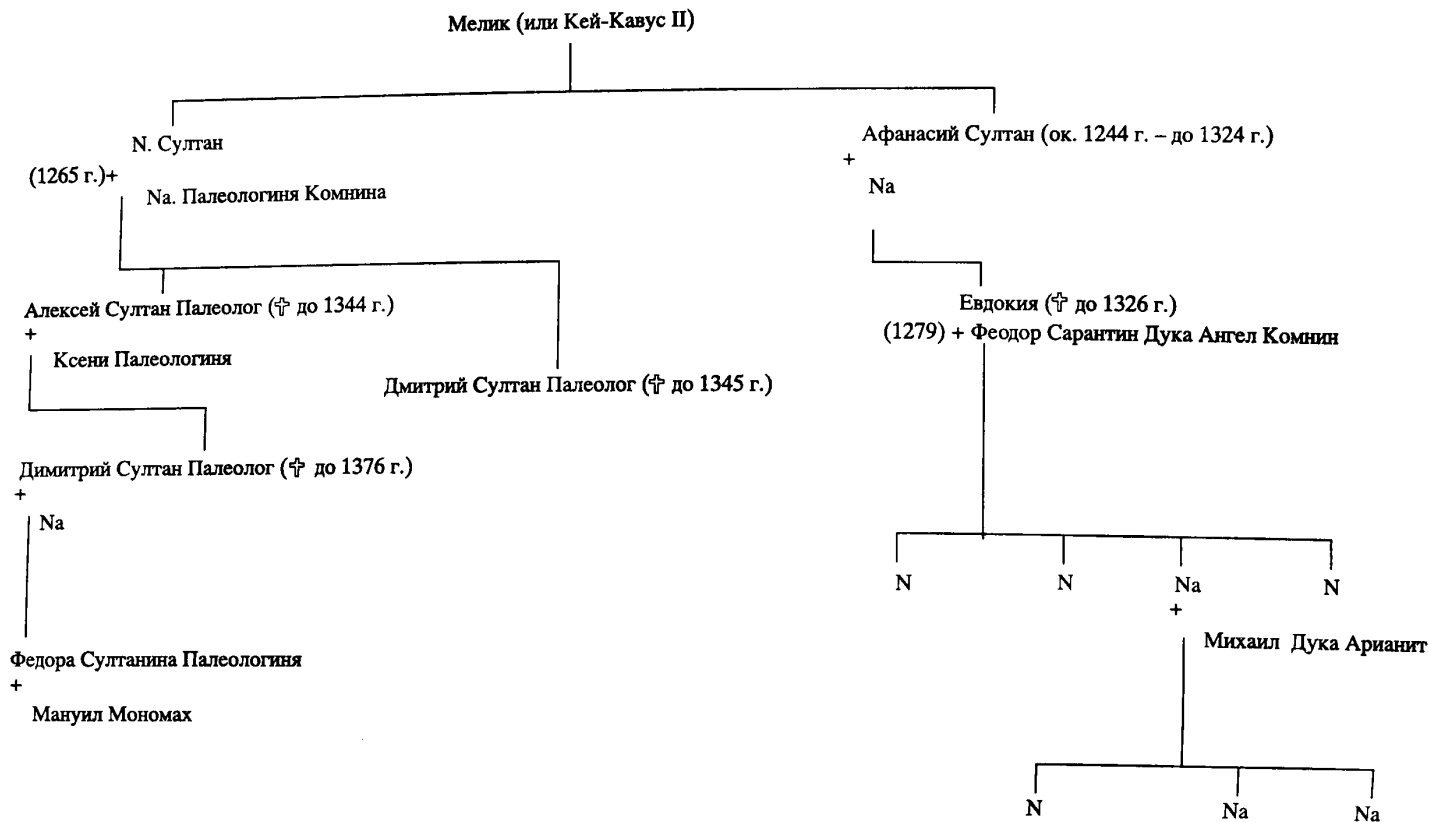 Мелик (или Кей-Кавус II)
N. Султан
(1265 г.)+
Na. Палеологиня Комнина
Афанасий Султан (ок. 1244 г. – до 1324 г.)
+
Na
Алексей Султан Палеолог (✞ до 1344 г.)
+
Ксени Палеологиня
Дмитрий Султан Палеолог (✞ до 1345 г.)
Евдокия (✞ до 1326 г.)
(1279) + Феодор Сарантин Дука Ангел Комнин
Димитрий Султан Палеолог (✞ до 1376 г.)
+
Na
Федора Султанина Палеологиня
+
Мануил Мономах
N N Na N
+
Михаил Дука Арианит
N Na Na